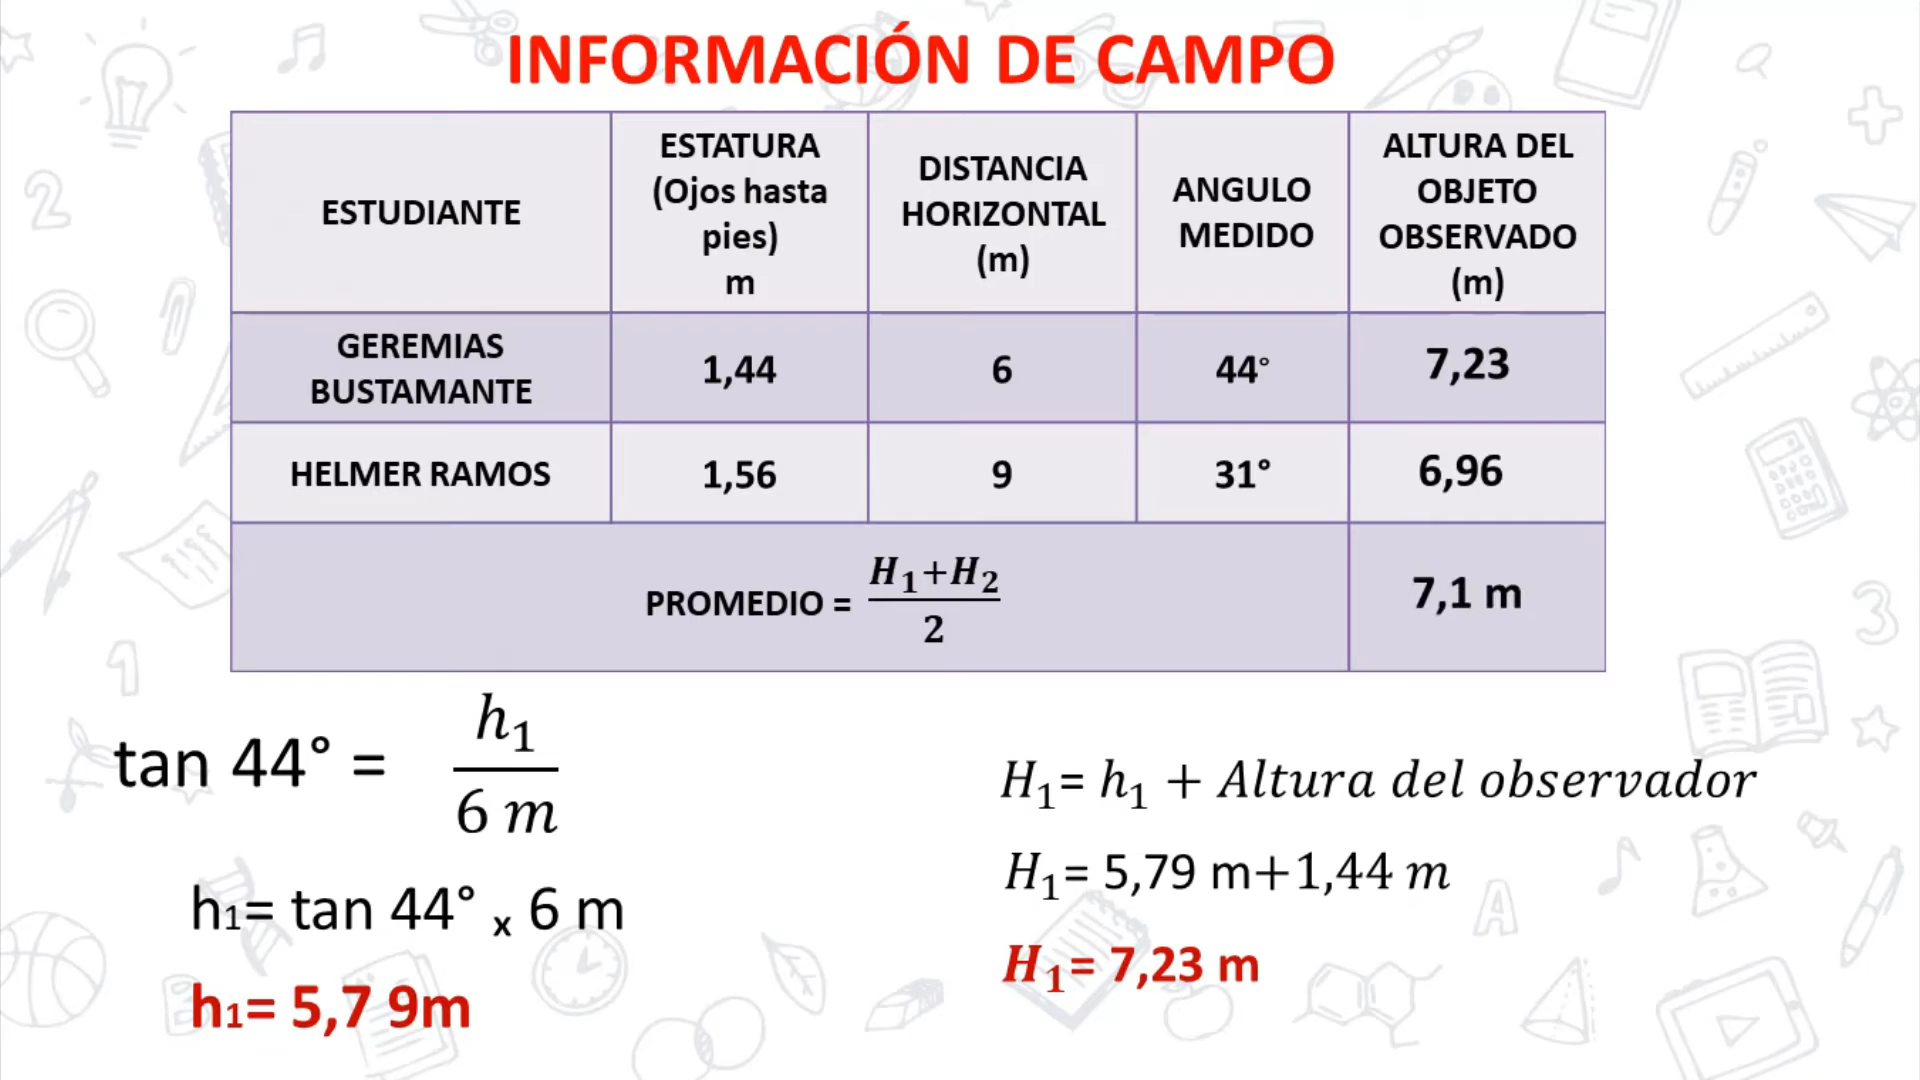 INFORMACIÓN DE CAMPO
ESTUDIANTE
ESTATURA
(Ojos hasta
pies)
m
DISTANCIA
HORIZONTAL
(m)
ANGULO
MEDIDO
ALTURA DEL
OBJETO
OBSERVADO
(m)
GEREMIAS
BUSTAMANTE
1,44
6
44°
7,23
HELMER RAMOS
1,56
9
31°
6,96
PROMEDIO = H₁+H₂ / 2
7,1 m
tan 44° = h₁ / 6 m
h₁= tan 44° x 6 m
h₁= 5,7 9m
H₁= h₁ + Altura del observador
H₁= 5,79 m+1,44 m
H₁= 7,23 m